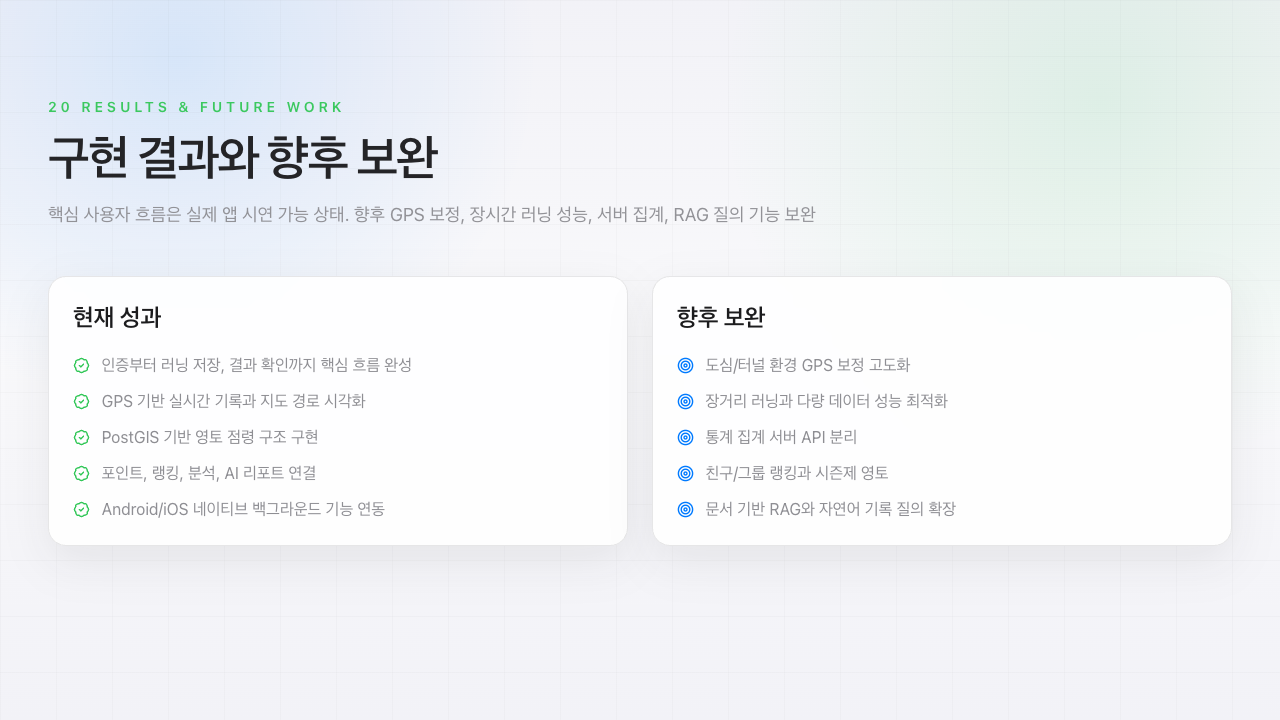 20 RESULTS & FUTURE WORK
구현 결과와 향후 보완
핵심 사용자 흐름은 실제 앱 시연 가능 상태. 향후 GPS 보정, 장시간 러닝 성능, 서버 집계, RAG 질의 기능 보완
현재 성과
인증부터 러닝 저장, 결과 확인까지 핵심 흐름 완성
GPS 기반 실시간 기록과 지도 경로 시각화
PostGIS 기반 영토 점령 구조 구현
포인트, 랭킹, 분석, AI 리포트 연결
Android/iOS 네이티브 백그라운드 기능 연동
향후 보완
도심/터널 환경 GPS 보정 고도화
장거리 러닝과 다량 데이터 성능 최적화
통계 집계 서버 API 분리
친구/그룹 랭킹과 시즌제 영토
문서 기반 RAG와 자연어 기록 질의 확장